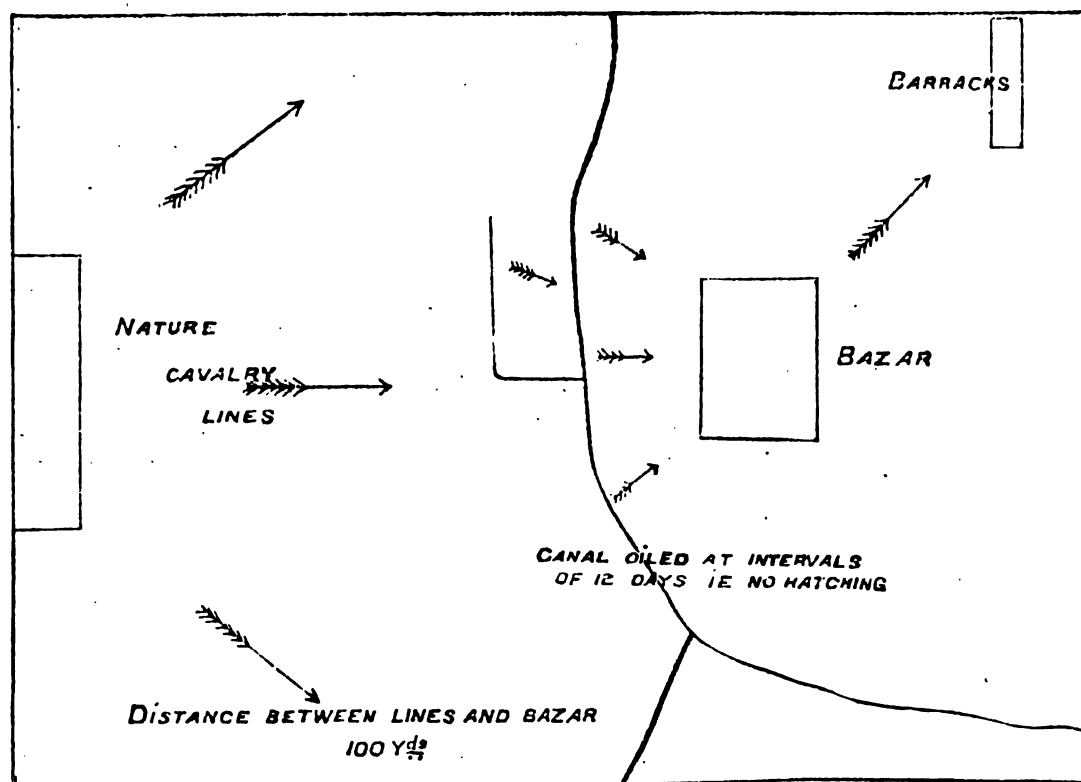 BARRACKS
NATURE
CAVALRY
LINES
BAZAR
CANAL OILED AT INTERVALS
OF 12 DAYS IE NO HATCHING
DISTANCE BETWEEN LINES AND BAZAR
100 Yds